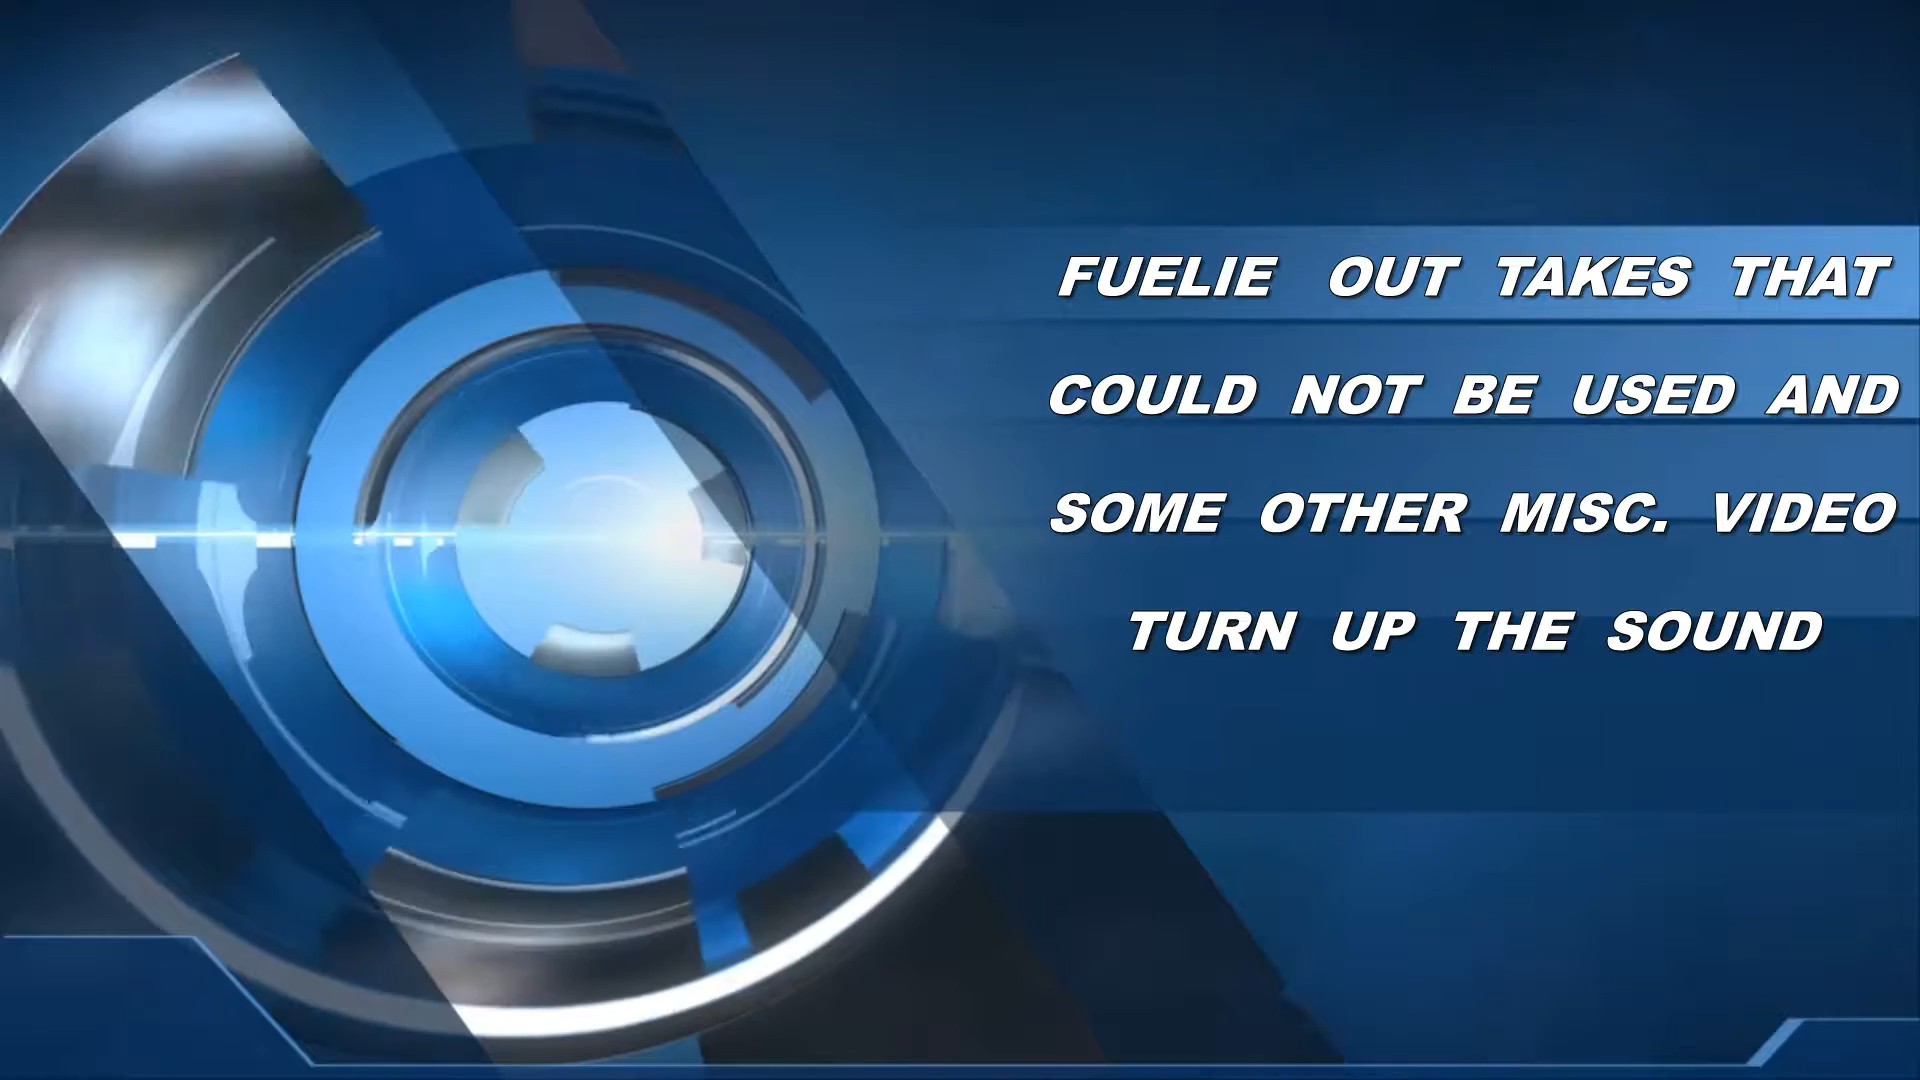 FUELIE OUT TAKES THAT
COULD NOT BE USED AND
SOME OTHER MISC. VIDEO
TURN UP THE SOUND